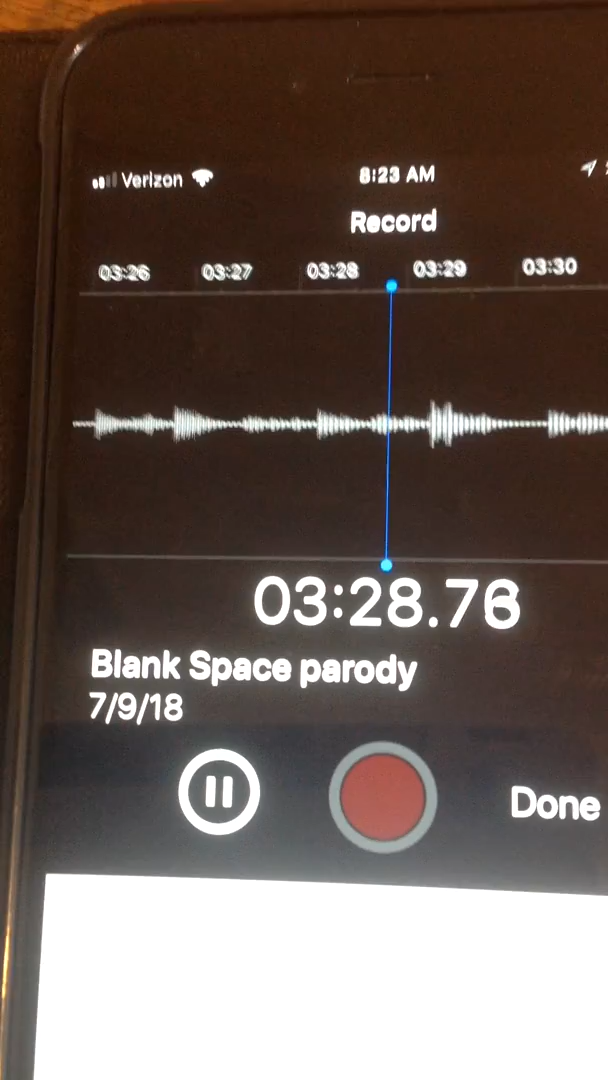 Verizon 8:23 AM
Record
03:26 03:27 03:28 03:29 03:30
03:28.76
Blank Space parody
7/9/18
Done